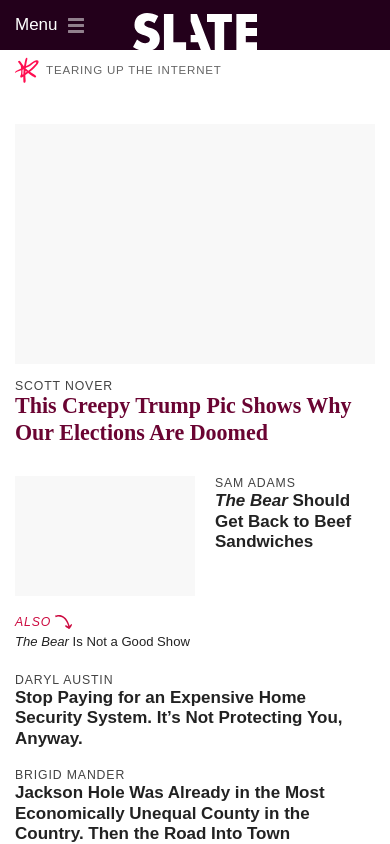 Menu
SLATE
TEARING UP THE INTERNET
SCOTT NOVER
This Creepy Trump Pic Shows Why
Our Elections Are Doomed
SAM ADAMS
The Bear Should
Get Back to Beef
Sandwiches
ALSO
The Bear Is Not a Good Show
DARYL AUSTIN
Stop Paying for an Expensive Home
Security System. It’s Not Protecting You,
Anyway.
BRIGID MANDER
Jackson Hole Was Already in the Most
Economically Unequal County in the
Country. Then the Road Into Town